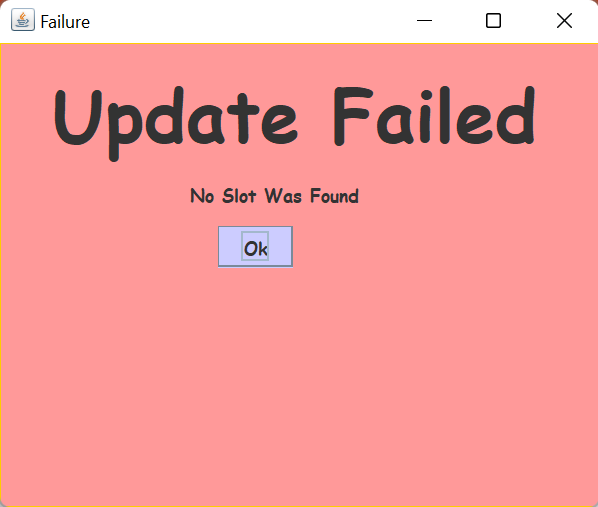 Failure
Update Failed
No Slot Was Found
Ok